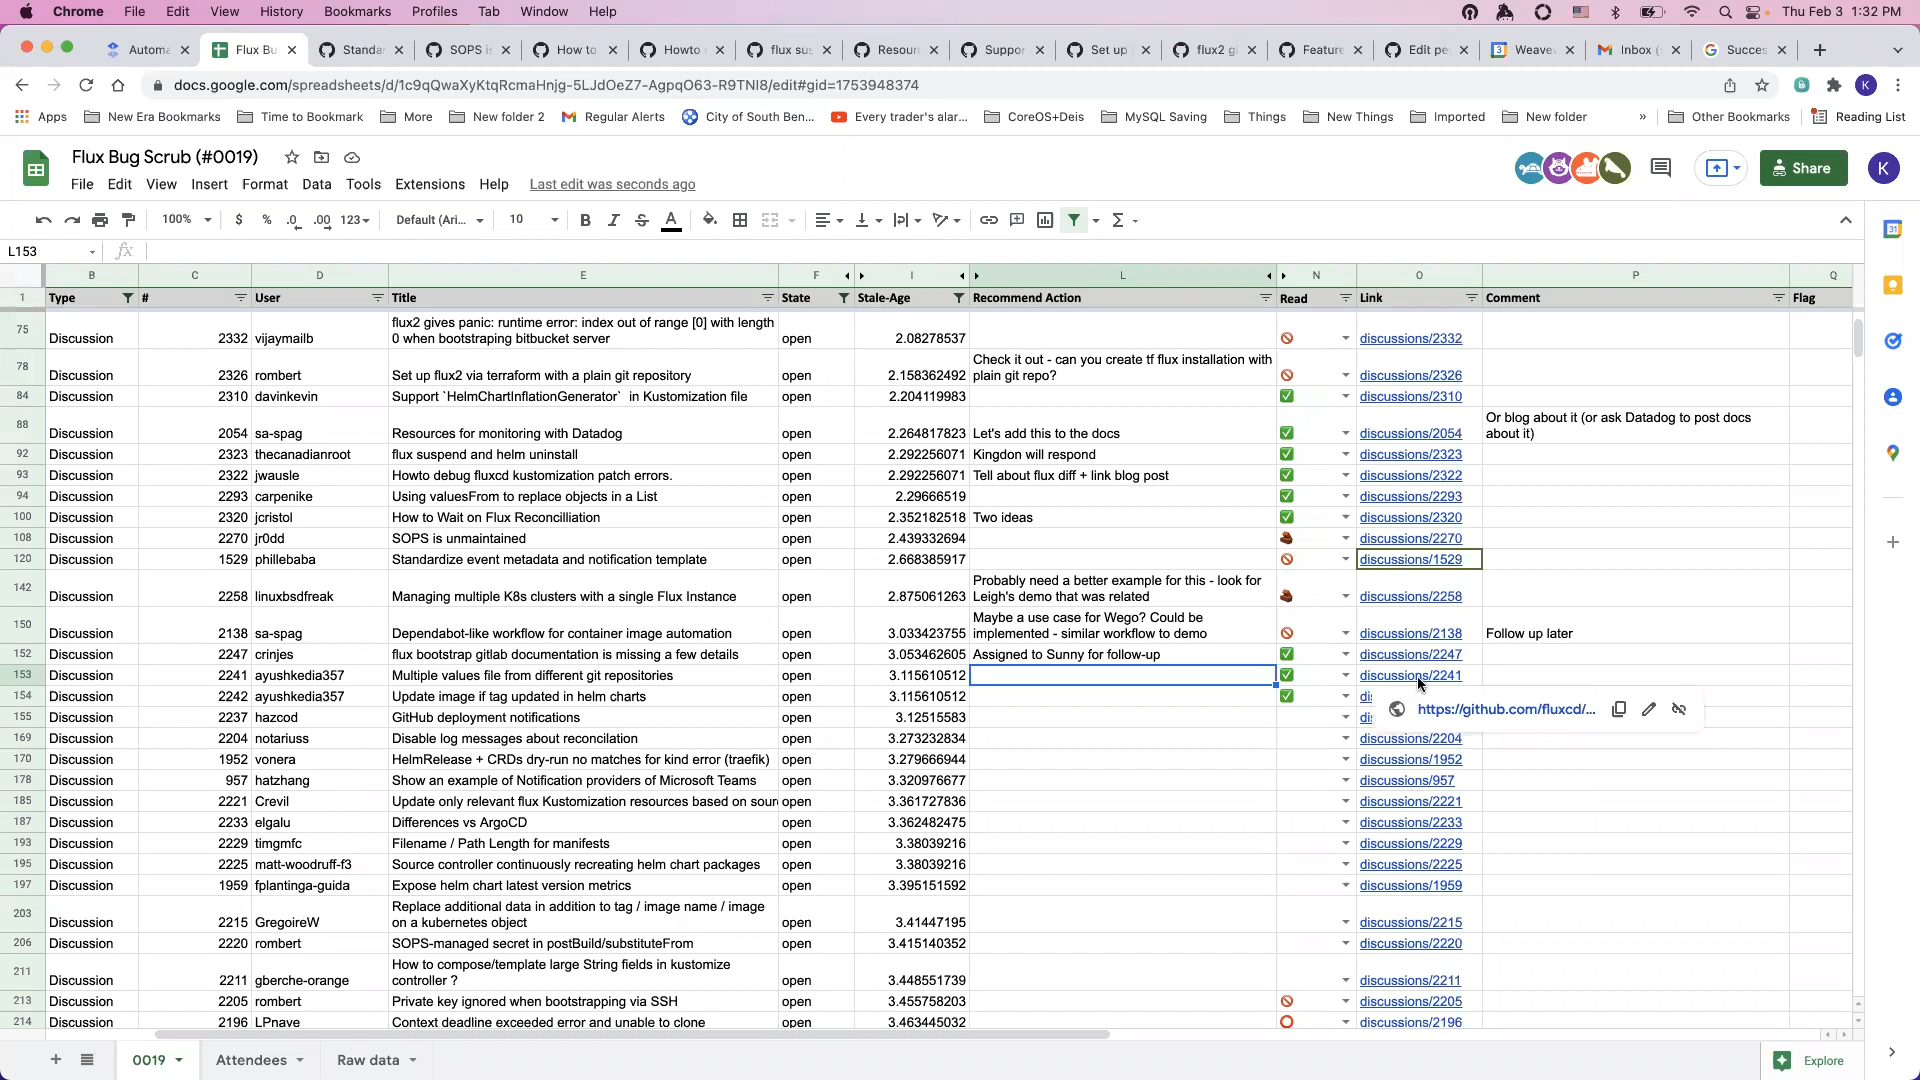 Chrome File Edit View History Bookmarks Profiles Tab Window Help Thu Feb 3 1:32 PM
Automa Flux Bu Standar SOPS is How to Howto flux sus Resour Suppor Set up flux2 gi Feature Edit pe Weave Inbox ( Succes
docs.google.com/spreadsheets/d/1c9qQwaXyKtqRcmaHnjg-5LJdOeZ7-AgpqO63-R9TNI8/edit#gid=1753948374 K
Apps New Era Bookmarks Time to Bookmark More New folder 2 Regular Alerts City of South Ben... Every trader's alar... CoreOS+Deis MySQL Saving Things New Things Imported New folder » Other Bookmarks Reading List
Flux Bug Scrub (#0019)
File Edit View Insert Format Data Tools Extensions Help Last edit was seconds ago
Share K
100% $ % .0 .00 123 Default (Ari... 10 B I S A
L153 fx
B C D E F I L N O P Q
1 Type # User Title State Stale-Age Recommend Action Read Link Comment Flag
75 Discussion 2332 vijaymailb flux2 gives panic: runtime error: index out of range [0] with length 0 when bootstraping bitbucket server open 2.08278537 discussions/2332
78 Discussion 2326 rombert Set up flux2 via terraform with a plain git repository open 2.158362492 Check it out - can you create tf flux installation with plain git repo? discussions/2326
84 Discussion 2310 davinkevin Support `HelmChartInflationGenerator` in Kustomization file open 2.204119983 discussions/2310
88 Discussion 2054 sa-spag Resources for monitoring with Datadog open 2.264817823 Let's add this to the docs discussions/2054 Or blog about it (or ask Datadog to post docs about it)
92 Discussion 2323 thecanadianroot flux suspend and helm uninstall open 2.292256071 Kingdon will respond discussions/2323
93 Discussion 2322 jwausle Howto debug fluxcd kustomization patch errors. open 2.292256071 Tell about flux diff + link blog post discussions/2322
94 Discussion 2293 carpenike Using valuesFrom to replace objects in a List open 2.29666519 discussions/2293
100 Discussion 2320 jcristol How to Wait on Flux Reconcilliation open 2.352182518 Two ideas discussions/2320
108 Discussion 2270 jr0dd SOPS is unmaintained open 2.439332694 discussions/2270
120 Discussion 1529 phillebaba Standardize event metadata and notification template open 2.668385917 discussions/1529
142 Discussion 2258 linuxbsdfreak Managing multiple K8s clusters with a single Flux Instance open 2.875061263 Probably need a better example for this - look for Leigh's demo that was related discussions/2258
150 Discussion 2138 sa-spag Dependabot-like workflow for container image automation open 3.033423755 Maybe a use case for Wego? Could be implemented - similar workflow to demo discussions/2138 Follow up later
152 Discussion 2247 crinjes flux bootstrap gitlab documentation is missing a few details open 3.053462605 Assigned to Sunny for follow-up discussions/2247
153 Discussion 2241 ayushkedia357 Multiple values file from different git repositories open 3.115610512 discussions/2241
154 Discussion 2242 ayushkedia357 Update image if tag updated in helm charts open 3.115610512 di
https://github.com/fluxcd/...
155 Discussion 2237 hazcod GitHub deployment notifications open 3.12515583 di
169 Discussion 2204 notariuss Disable log messages about reconcilation open 3.273232834 discussions/2204
170 Discussion 1952 vonera HelmRelease + CRDs dry-run no matches for kind error (traefik) open 3.279666944 discussions/1952
178 Discussion 957 hatzhang Show an example of Notification providers of Microsoft Teams open 3.320976677 discussions/957
185 Discussion 2221 Crevil Update only relevant flux Kustomization resources based on sour open 3.361727836 discussions/2221
187 Discussion 2233 elgalu Differences vs ArgoCD open 3.362482475 discussions/2233
193 Discussion 2229 timgmfc Filename / Path Length for manifests open 3.38039216 discussions/2229
195 Discussion 2225 matt-woodruff-f3 Source controller continuously recreating helm chart packages open 3.38039216 discussions/2225
197 Discussion 1959 fplantinga-guida Expose helm chart latest version metrics open 3.395151592 discussions/1959
203 Discussion 2215 GregoireW Replace additional data in addition to tag / image name / image on a kubernetes object open 3.41447195 discussions/2215
206 Discussion 2220 rombert SOPS-managed secret in postBuild/substituteFrom open 3.415140352 discussions/2220
211 Discussion 2211 gberche-orange How to compose/template large String fields in kustomize controller ? open 3.448551739 discussions/2211
213 Discussion 2205 rombert Private key ignored when bootstrapping via SSH open 3.455758203 discussions/2205
214 Discussion 2196 LPnave Context deadline exceeded error and unable to clone open 3.463445032 discussions/2196
0019 Attendees Raw data Explore